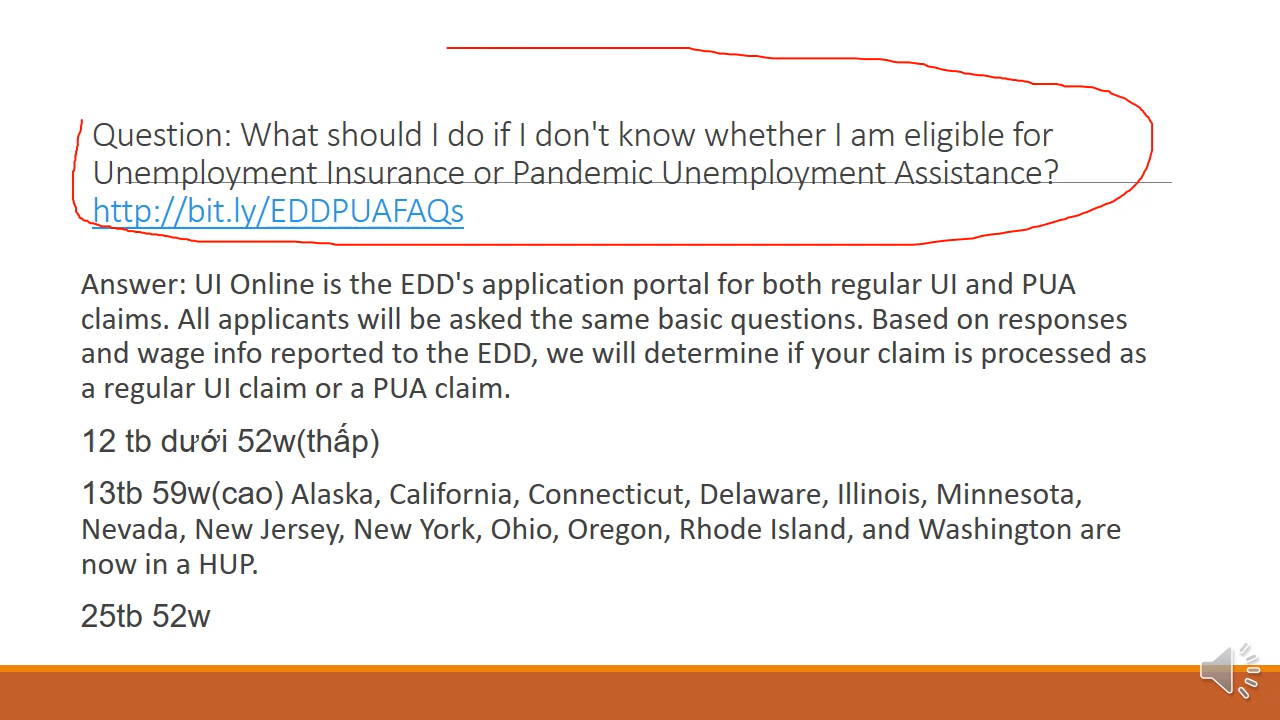 Question: What should I do if I don't know whether I am eligible for
Unemployment Insurance or Pandemic Unemployment Assistance?
http://bit.ly/EDDPUAFAQs
Answer: UI Online is the EDD's application portal for both regular UI and PUA
claims. All applicants will be asked the same basic questions. Based on responses
and wage info reported to the EDD, we will determine if your claim is processed as
a regular UI claim or a PUA claim.
12 tb dưới 52w(thấp)
13tb 59w(cao) Alaska, California, Connecticut, Delaware, Illinois, Minnesota,
Nevada, New Jersey, New York, Ohio, Oregon, Rhode Island, and Washington are
now in a HUP.
25tb 52w